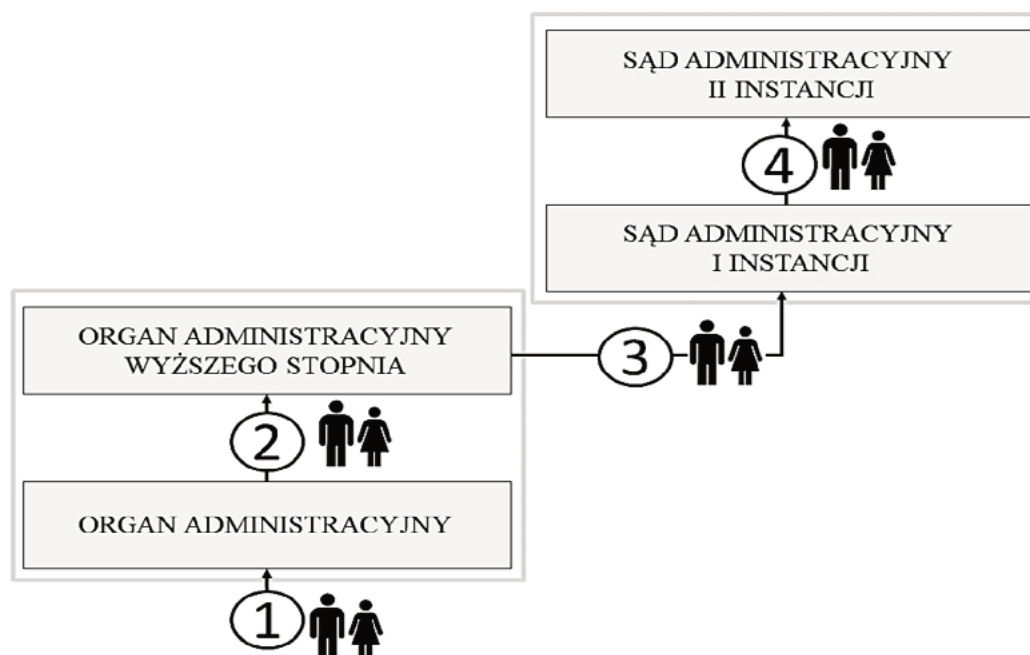 SĄD ADMINISTRACYJNY
II INSTANCJI
4
SĄD ADMINISTRACYJNY
I INSTANCJI
ORGAN ADMINISTRACYJNY
WYŻSZEGO STOPNIA
3
2
ORGAN ADMINISTRACYJNY
1